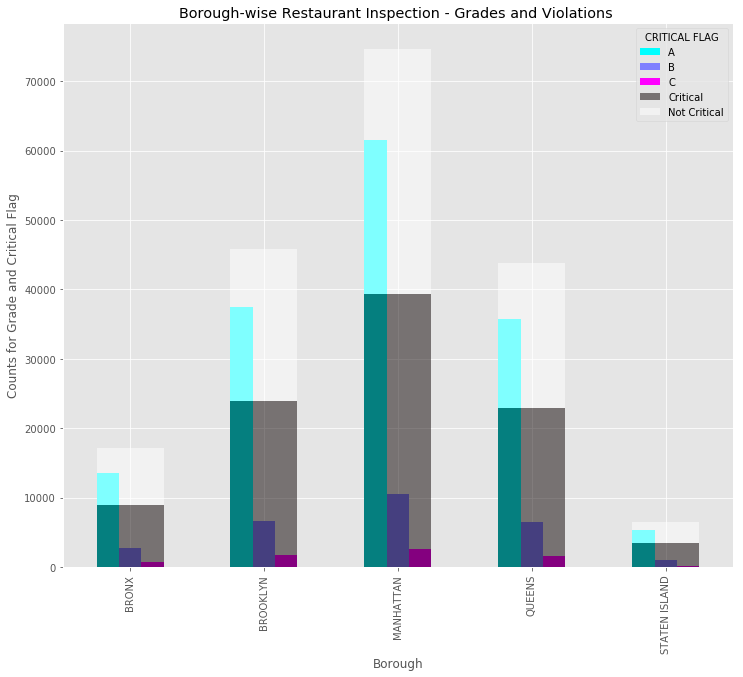 Borough-wise Restaurant Inspection - Grades and Violations
CRITICAL FLAG
A
B
C
Critical
Not Critical
Counts for Grade and Critical Flag
70000
60000
50000
40000
30000
20000
10000
0
BRONX
BROOKLYN
MANHATTAN
QUEENS
STATEN ISLAND
Borough